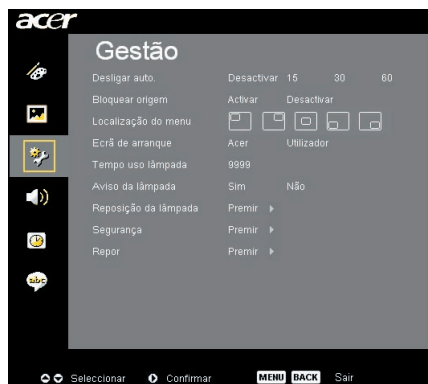 acer
Gestão
Desligar auto. Desactivar 15 30 60
Bloquear origem Activar Desactivar
Localização do menu
Ecrã de arranque Acer Utilizador
Tempo uso lâmpada 9999
Aviso da lâmpada Sim Não
Reposição da lâmpada Premir
Segurança Premir
Repor Premir
abc
Seleccionar Confirmar MENU BACK Sair